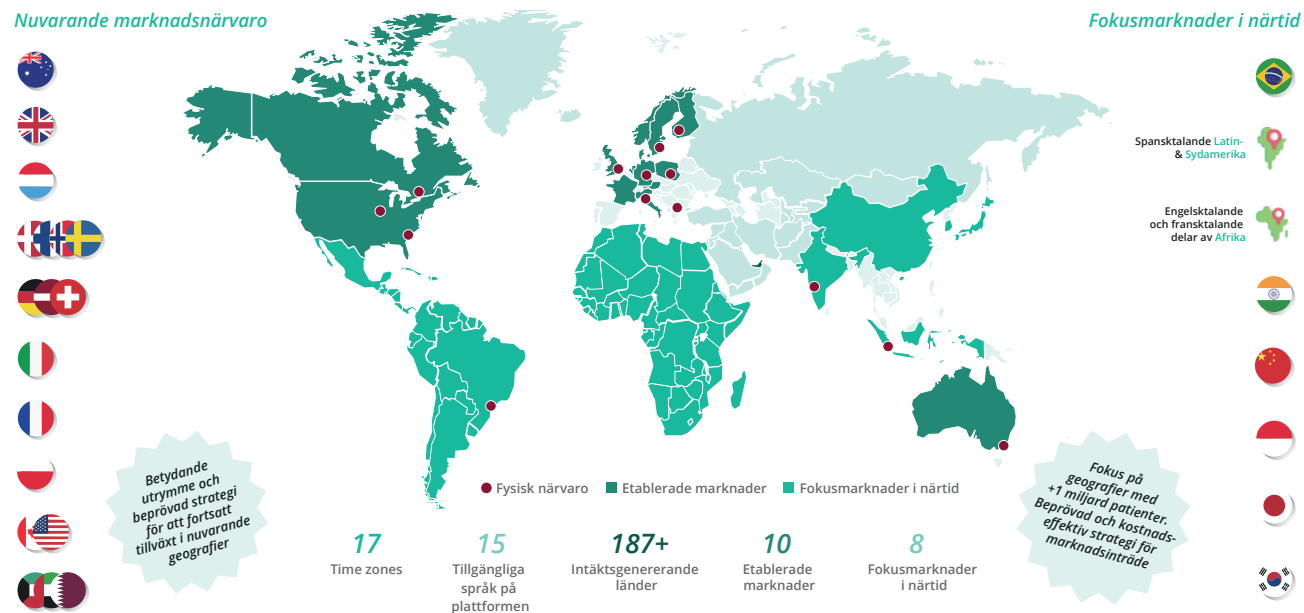 Nuvarande marknadsnärvaro
Fokusmarknader i närtid
Spansktalande Latin-
& Sydamerika
Engelsktalande
och fransktalande
delar av Afrika
Betydande
utrymme och
beprövad strategi
för att fortsatt
tillväxt i nuvarande
geografier
Fokus på
geografier med
+1 miljard patienter.
Beprövad och kostnads-
effektiv strategi för
marknadsinträde
Fysisk närvaro
Etablerade marknader
Fokusmarknader i närtid
17
Time zones
15
Tillgängliga
språk på
plattformen
187+
Intäktsgenererande
länder
10
Etablerade
marknader
8
Fokusmarknader
i närtid